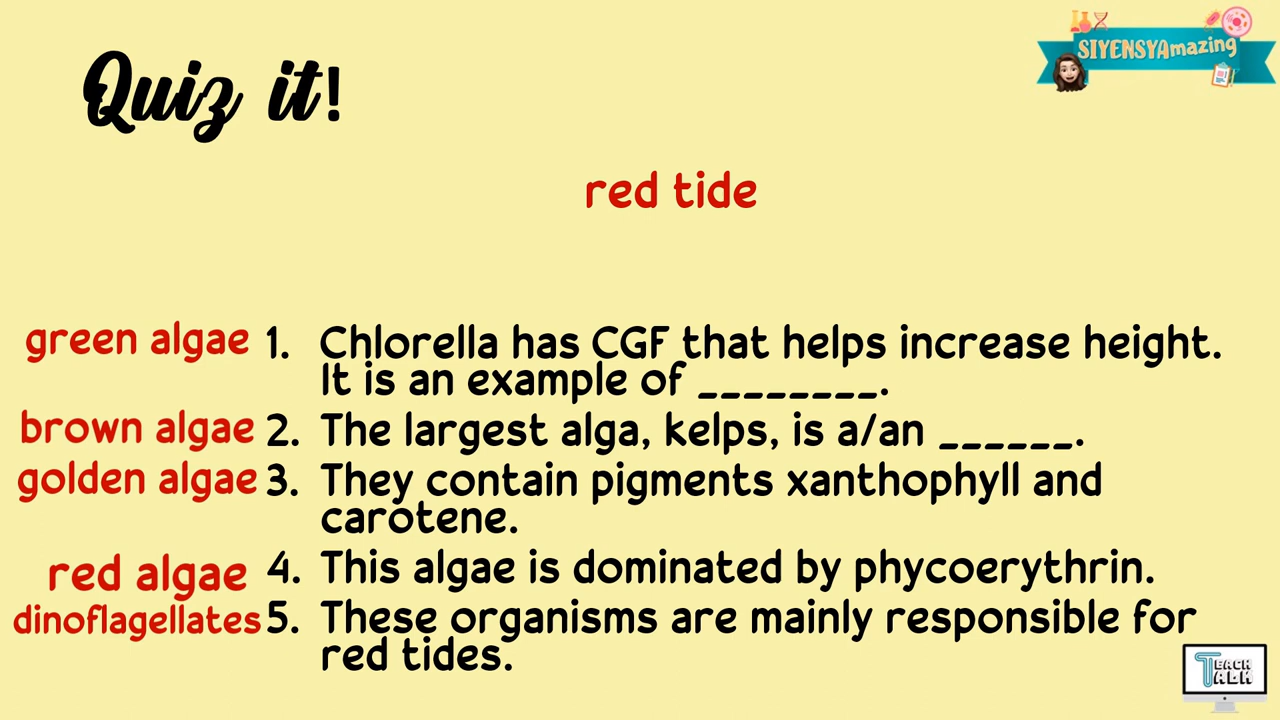 Quiz it!
SIYENSYAmazing
red tide
green algae 1. Chlorella has CGF that helps increase height.
It is an example of ________.
brown algae 2. The largest alga, kelps, is a/an ______.
golden algae 3. They contain pigments xanthophyll and
carotene.
red algae 4. This algae is dominated by phycoerythrin.
dinoflagellates 5. These organisms are mainly responsible for
red tides.
TEACH
TALK